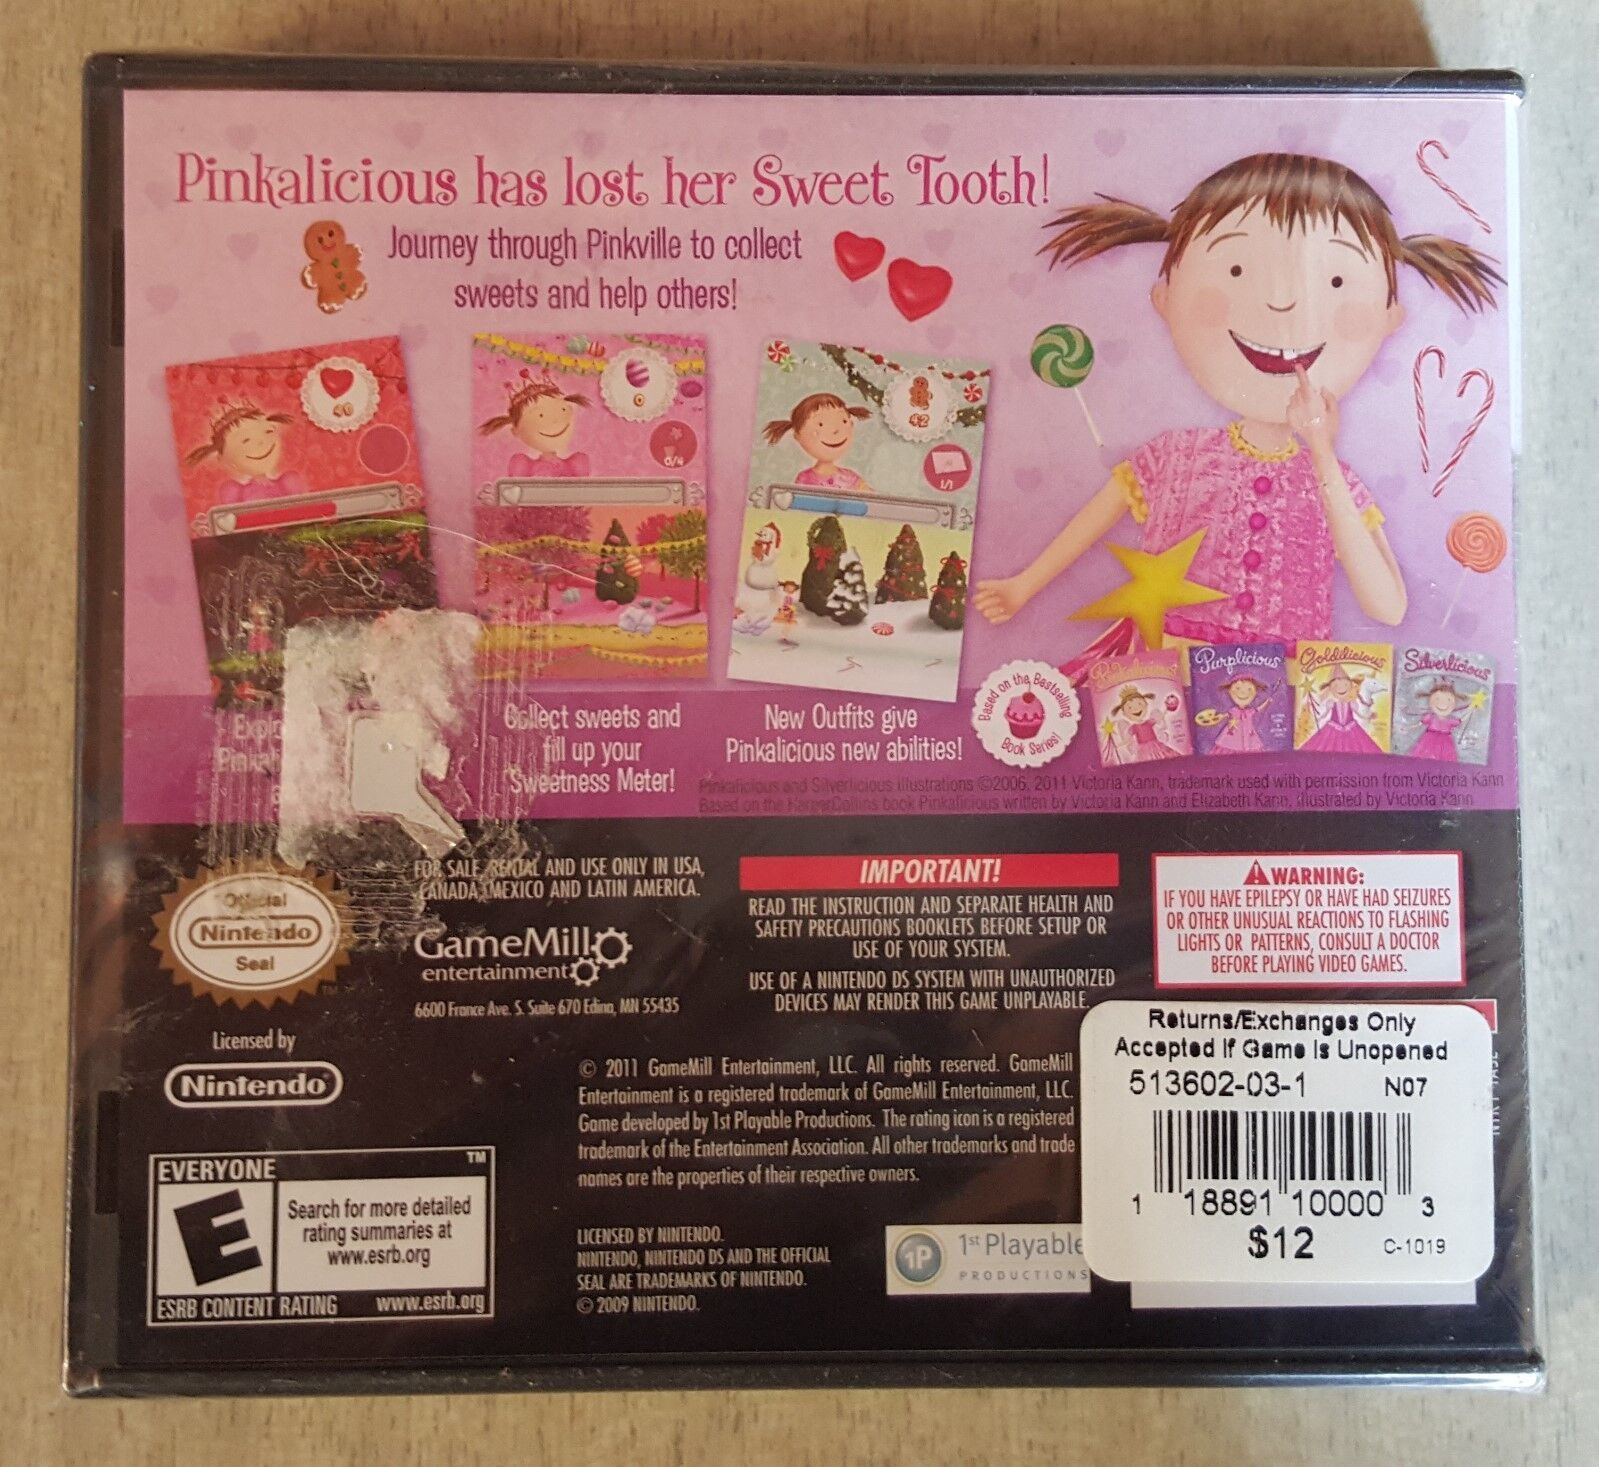 Pinkalicious has lost her Sweet Tooth!
Journey through Pinkville to collect
sweets and help others!
40
0
0/4
42
1/1
Collect sweets and
fill up your
Sweetness Meter!
New Outfits give
Pinkalicious new abilities!
Based on the Bestselling
Book Series!
Pinkalicious
Purplicious
Goldilicious
Silverlicious
Pinkalicious and Silverlicious illustrations ©2006, 2011 Victoria Kann, trademark used with permission from Victoria Kann
Based on the HarperCollins book Pinkalicious written by Victoria Kann and Elizabeth Kann, illustrated by Victoria Kann
Official
Nintendo
Seal
TM
FOR SALE, RENTAL AND USE ONLY IN USA,
CANADA, MEXICO AND LATIN AMERICA.
GameMill
entertainment
6600 France Ave. S. Suite 670 Edina, MN 55435
IMPORTANT!
READ THE INSTRUCTION AND SEPARATE HEALTH AND
SAFETY PRECAUTIONS BOOKLETS BEFORE SETUP OR
USE OF YOUR SYSTEM.
USE OF A NINTENDO DS SYSTEM WITH UNAUTHORIZED
DEVICES MAY RENDER THIS GAME UNPLAYABLE.
WARNING:
IF YOU HAVE EPILEPSY OR HAVE HAD SEIZURES
OR OTHER UNUSUAL REACTIONS TO FLASHING
LIGHTS OR PATTERNS, CONSULT A DOCTOR
BEFORE PLAYING VIDEO GAMES.
Licensed by
Nintendo®
© 2011 GameMill Entertainment, LLC. All rights reserved. GameMill
Entertainment is a registered trademark of GameMill Entertainment, LLC.
Game developed by 1st Playable Productions. The rating icon is a registered
trademark of the Entertainment Association. All other trademarks and trade
names are the properties of their respective owners.
LICENSED BY NINTENDO.
NINTENDO, NINTENDO DS AND THE OFFICIAL
SEAL ARE TRADEMARKS OF NINTENDO.
© 2009 NINTENDO.
EVERYONE TM
E
Search for more detailed
rating summaries at
www.esrb.org
ESRB CONTENT RATING www.esrb.org
1P
1st Playable
PRODUCTIONS
Returns/Exchanges Only
Accepted If Game Is Unopened
513602-03-1 N07
1 18891 10000 3
$12 C-1019